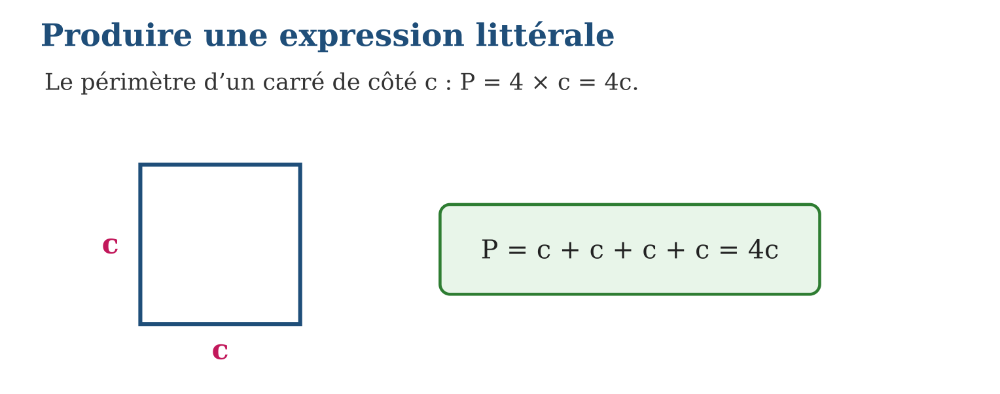 Produire une expression littérale
Le périmètre d’un carré de côté c : P = 4 × c = 4c.
c
P = c + c + c + c = 4c
c